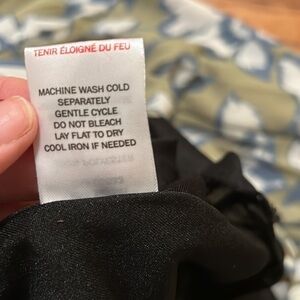 TENIR ÉLOIGNÉ DU FEU
MACHINE WASH COLD
SEPARATELY
GENTLE CYCLE
DO NOT BLEACH
LAY FLAT TO DRY
COOL IRON IF NEEDED